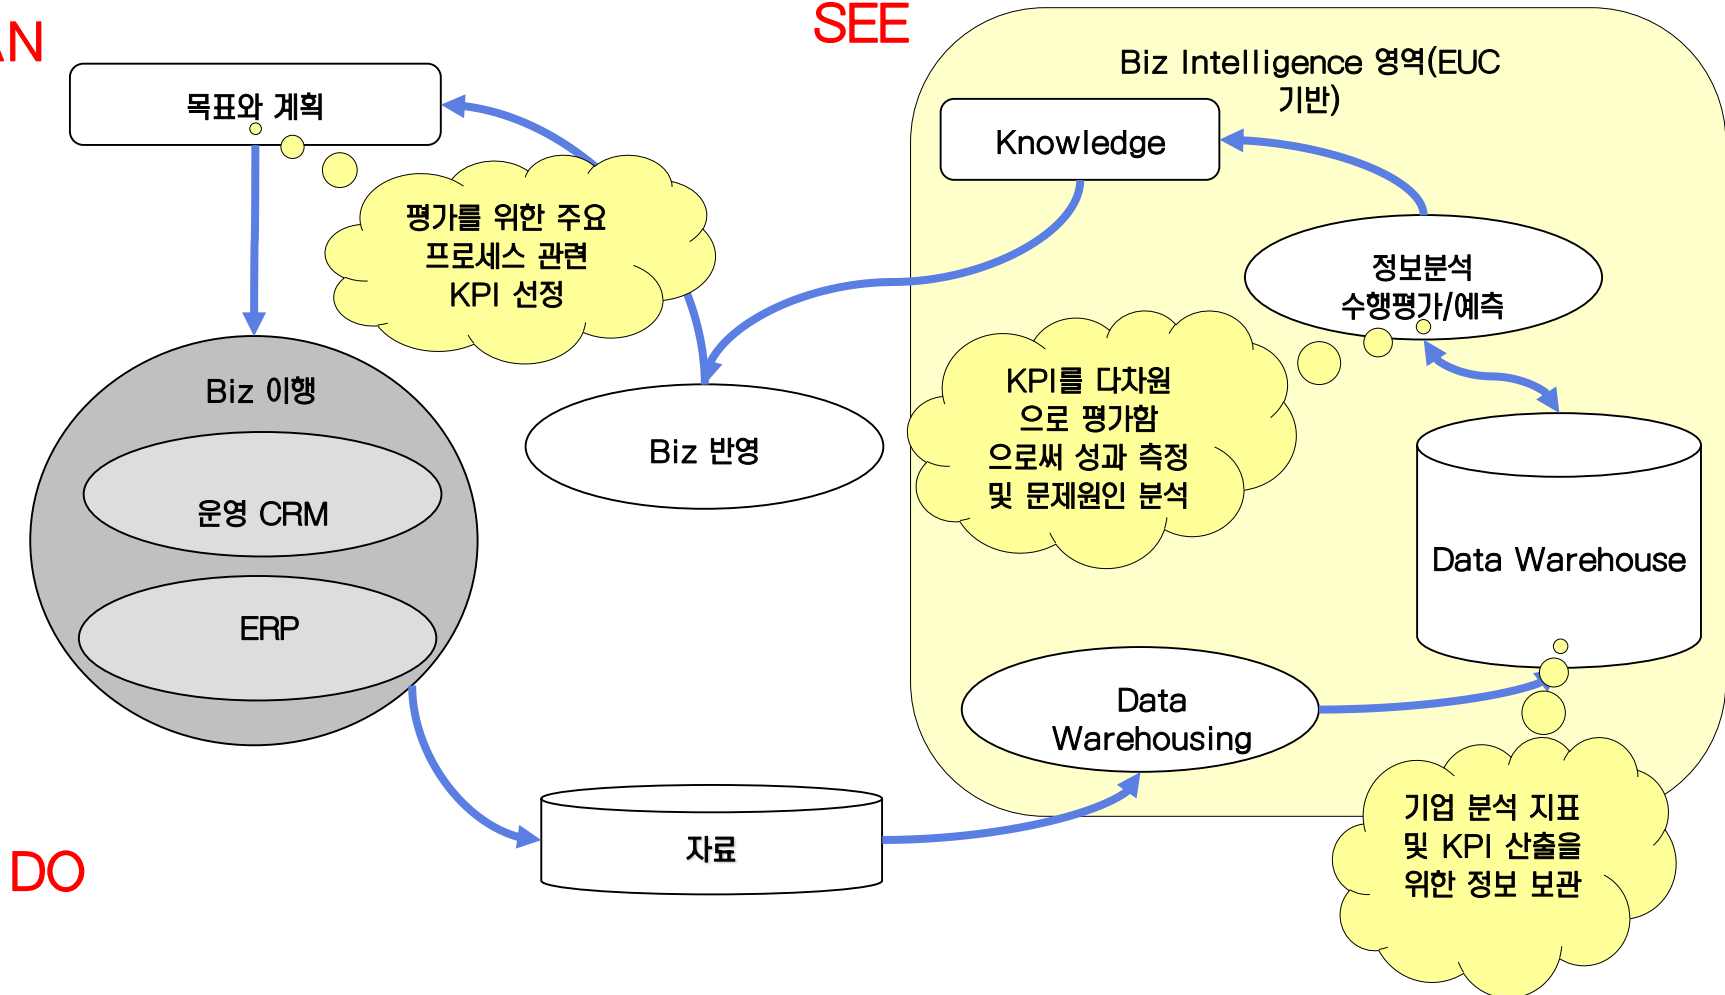 AN
SEE
목표와 계획
Biz Intelligence 영역(EUC
기반)
Knowledge
평가를 위한 주요
프로세스 관련
KPI 선정
정보분석
수행평가/예측
Biz 이행
운영 CRM
ERP
Biz 반영
KPI를 다차원
으로 평가함
으로써 성과 측정
및 문제원인 분석
Data Warehouse
Data
Warehousing
자료
DO
기업 분석 지표
및 KPI 산출을
위한 정보 보관